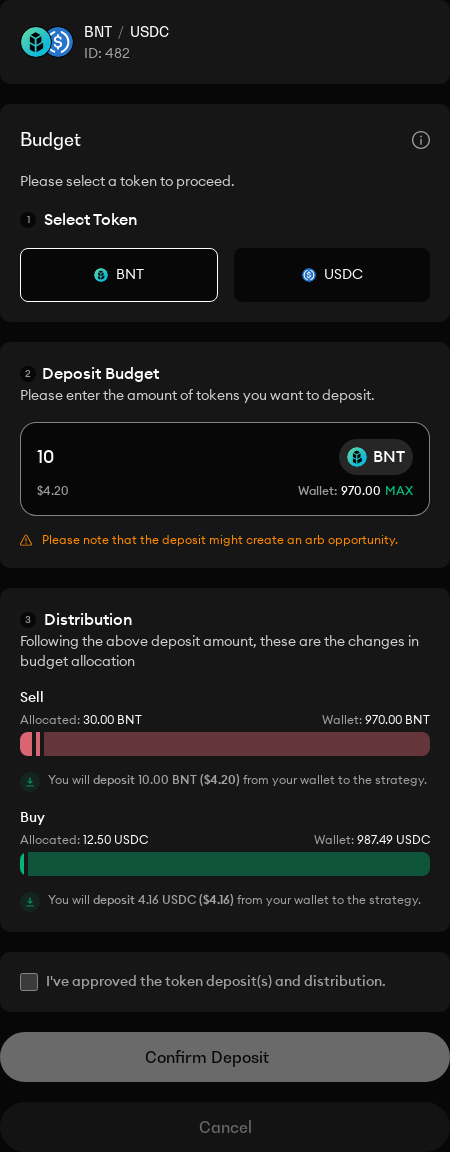 BNT / USDC
ID: 482
Budget
Please select a token to proceed.
1 Select Token
BNT
USDC
2 Deposit Budget
Please enter the amount of tokens you want to deposit.
10
BNT
$4.20
Wallet: 970.00 MAX
Please note that the deposit might create an arb opportunity.
3 Distribution
Following the above deposit amount, these are the changes in
budget allocation
Sell
Allocated: 30.00 BNT
Wallet: 970.00 BNT
You will deposit 10.00 BNT ($4.20) from your wallet to the strategy.
Buy
Allocated: 12.50 USDC
Wallet: 987.49 USDC
You will deposit 4.16 USDC ($4.16) from your wallet to the strategy.
I've approved the token deposit(s) and distribution.
Confirm Deposit
Cancel